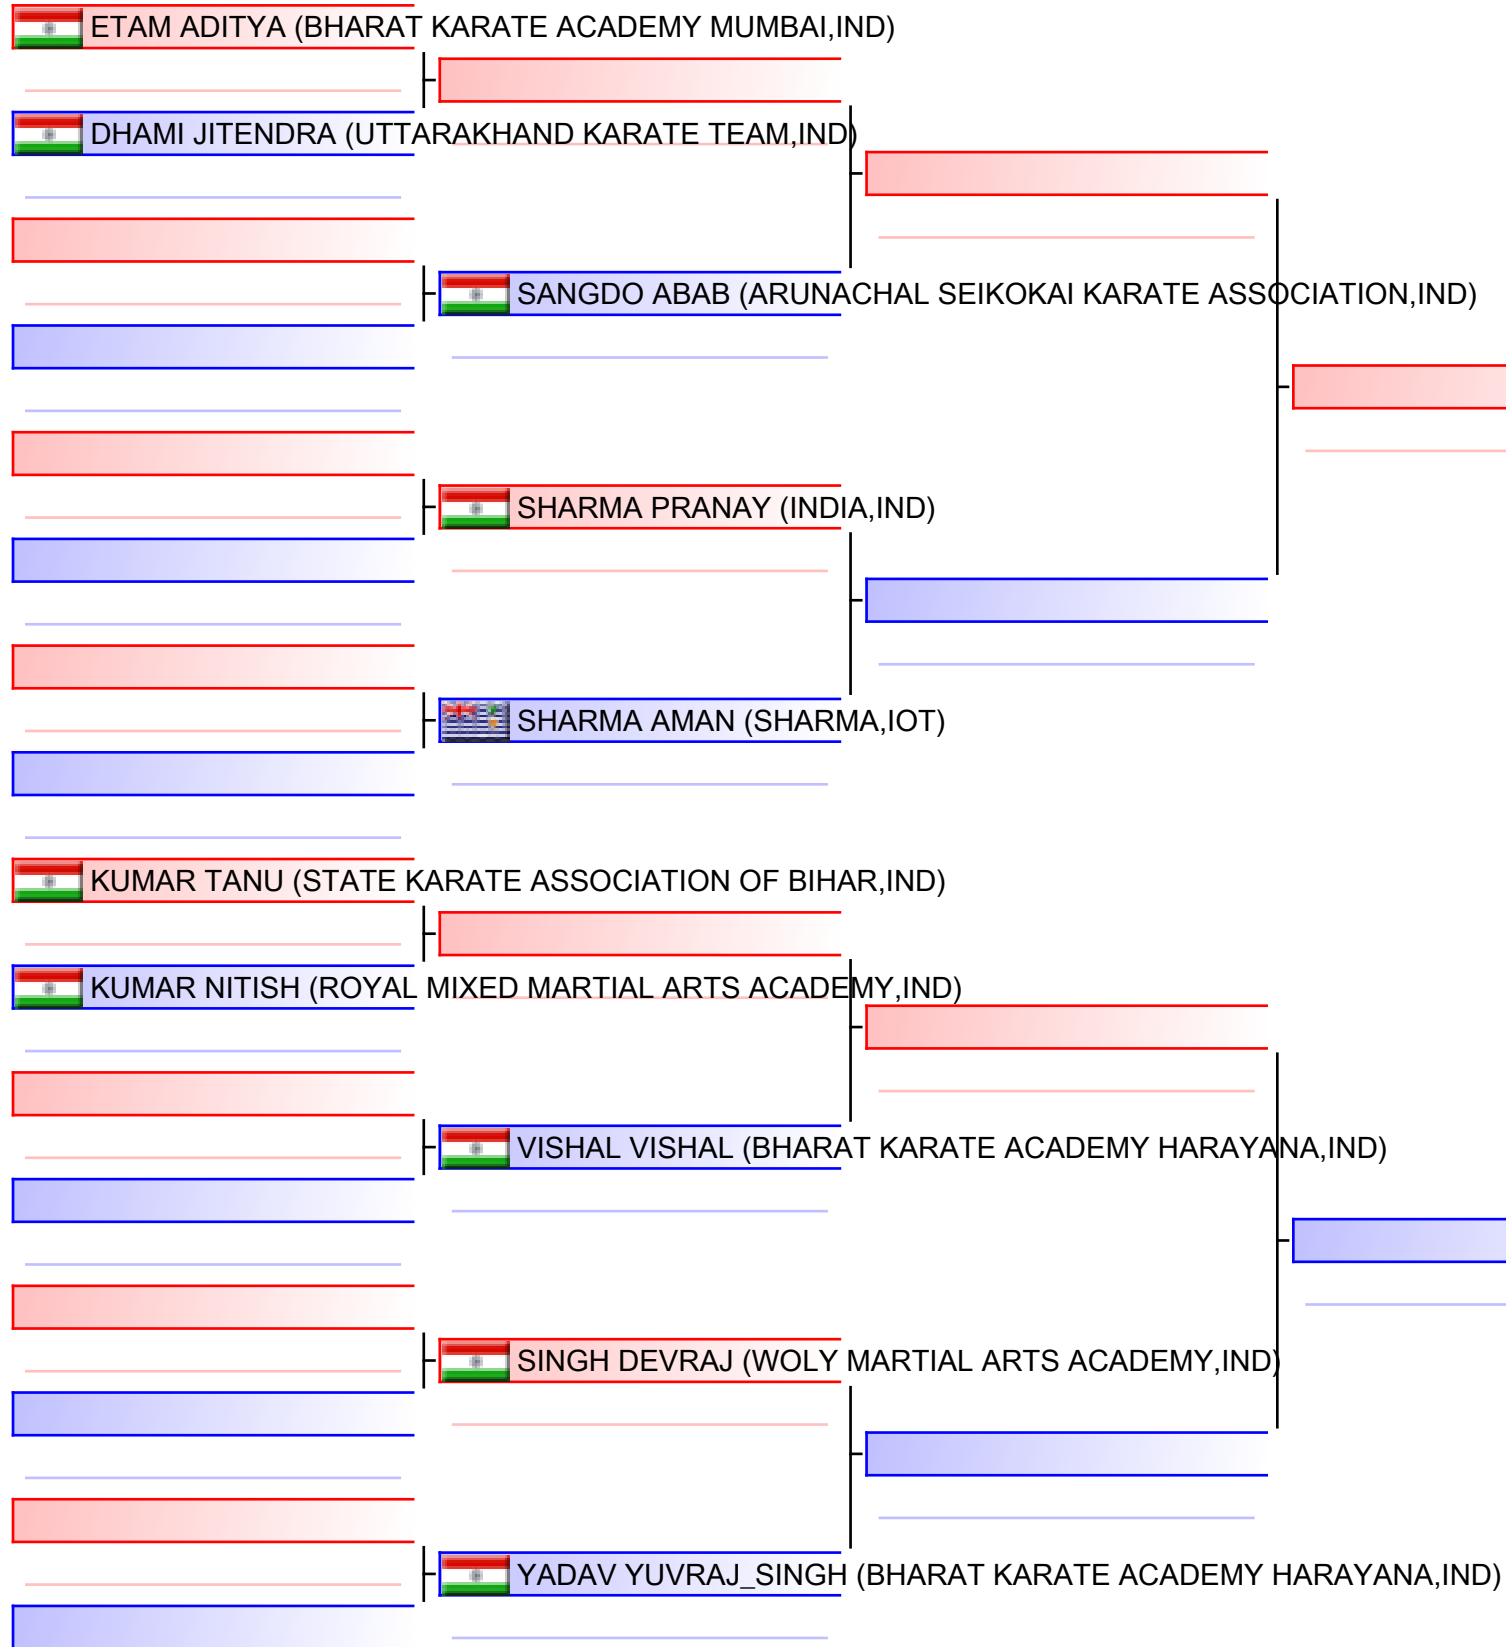 ETAM ADITYA (BHARAT KARATE ACADEMY MUMBAI,IND)
DHAMI JITENDRA (UTTARAKHAND KARATE TEAM,IND)
SANGDO ABAB (ARUNACHAL SEIKOKAI KARATE ASSOCIATION,IND)
SHARMA PRANAY (INDIA,IND)
SHARMA AMAN (SHARMA,IOT)
KUMAR TANU (STATE KARATE ASSOCIATION OF BIHAR,IND)
KUMAR NITISH (ROYAL MIXED MARTIAL ARTS ACADEMY,IND)
VISHAL VISHAL (BHARAT KARATE ACADEMY HARAYANA,IND)
SINGH DEVRAJ (WOLY MARTIAL ARTS ACADEMY,IND)
YADAV YUVRAJ_SINGH (BHARAT KARATE ACADEMY HARAYANA,IND)